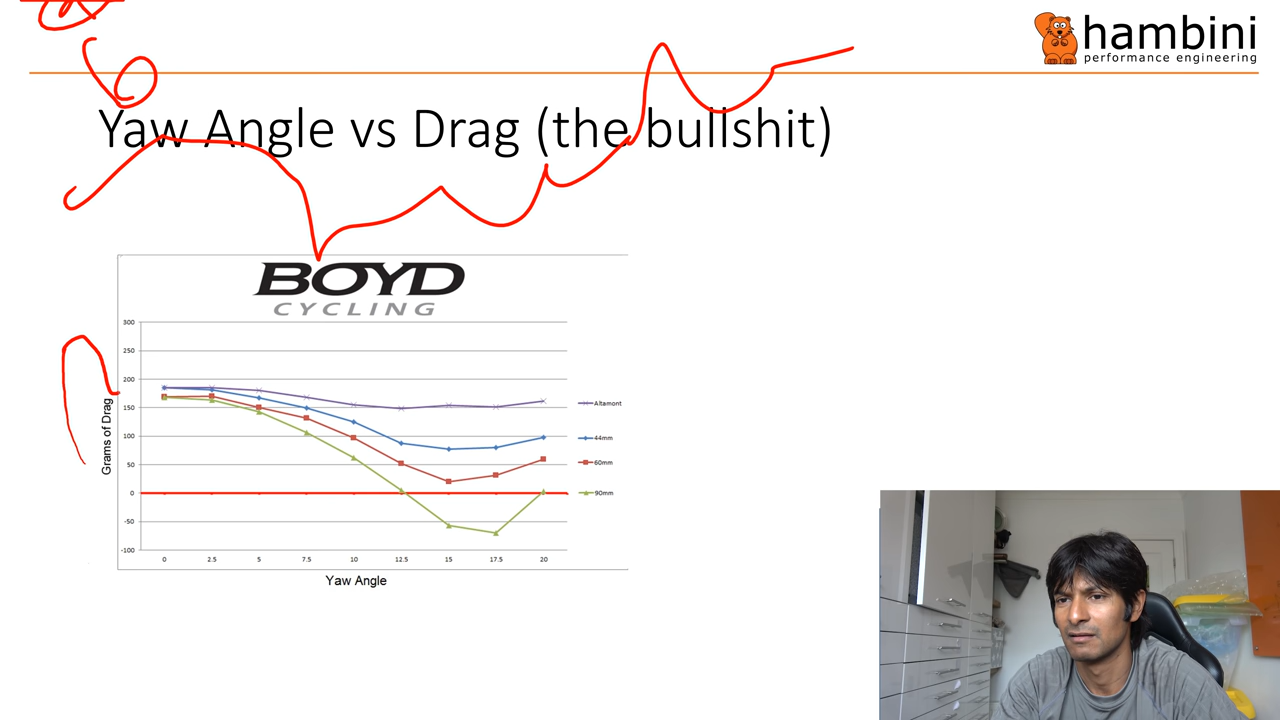 hambini
performance engineering
Yaw Angle vs Drag (the bullshit)
BOYD
CYCLING
300
250
200
150
100
50
0
-50
-100
Grams of Drag
0 2.5 5 7.5 10 12.5 15 17.5 20
Yaw Angle
Altamont
44mm
60mm
90mm